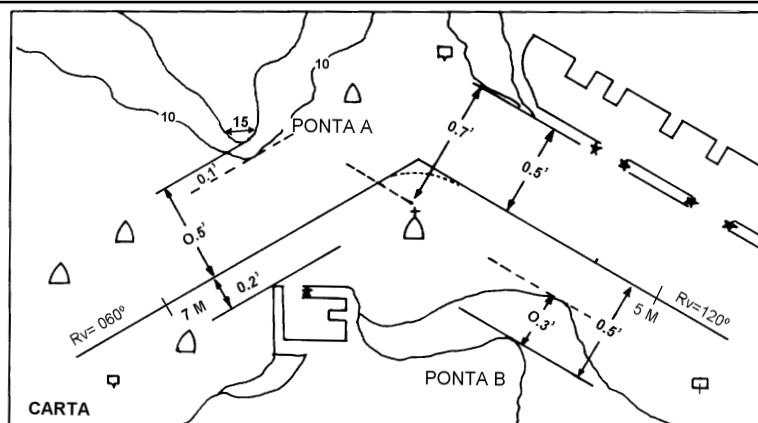 10
10
15
PONTA A
0.7'
0.1'
0.5'
0.5'
0.2'
7 M
Rv= 060º
0.3'
0.5'
5 M
Rv=120º
PONTA B
CARTA